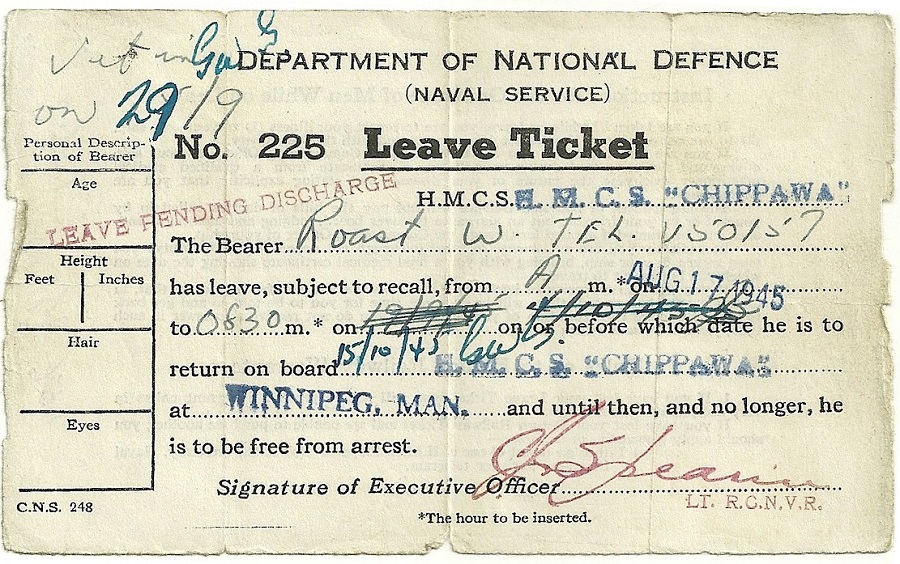 on 29/9
DEPARTMENT OF NATIONAL DEFENCE
(NAVAL SERVICE)
Personal Descrip-
tion of Bearer
No. 225 Leave Ticket
Age
LEAVE PENDING DISCHARGE
H.M.C.S. H. M. C. S. "CHIPPAWA"
The Bearer Roast W. TEL. V50157
Height
Feet Inches
has leave, subject to recall, from A m.* on AUG 17 1945
to 0830 m.* on 15/10/45 on or before which date he is to
Hair
return on board H. M. C. S. "CHIPPAWA"
at WINNIPEG, MAN. and until then, and no longer, he
Eyes
is to be free from arrest.
Signature of Executive Officer
LT. R.C.N.V.R.
C.N.S. 248
*The hour to be inserted.